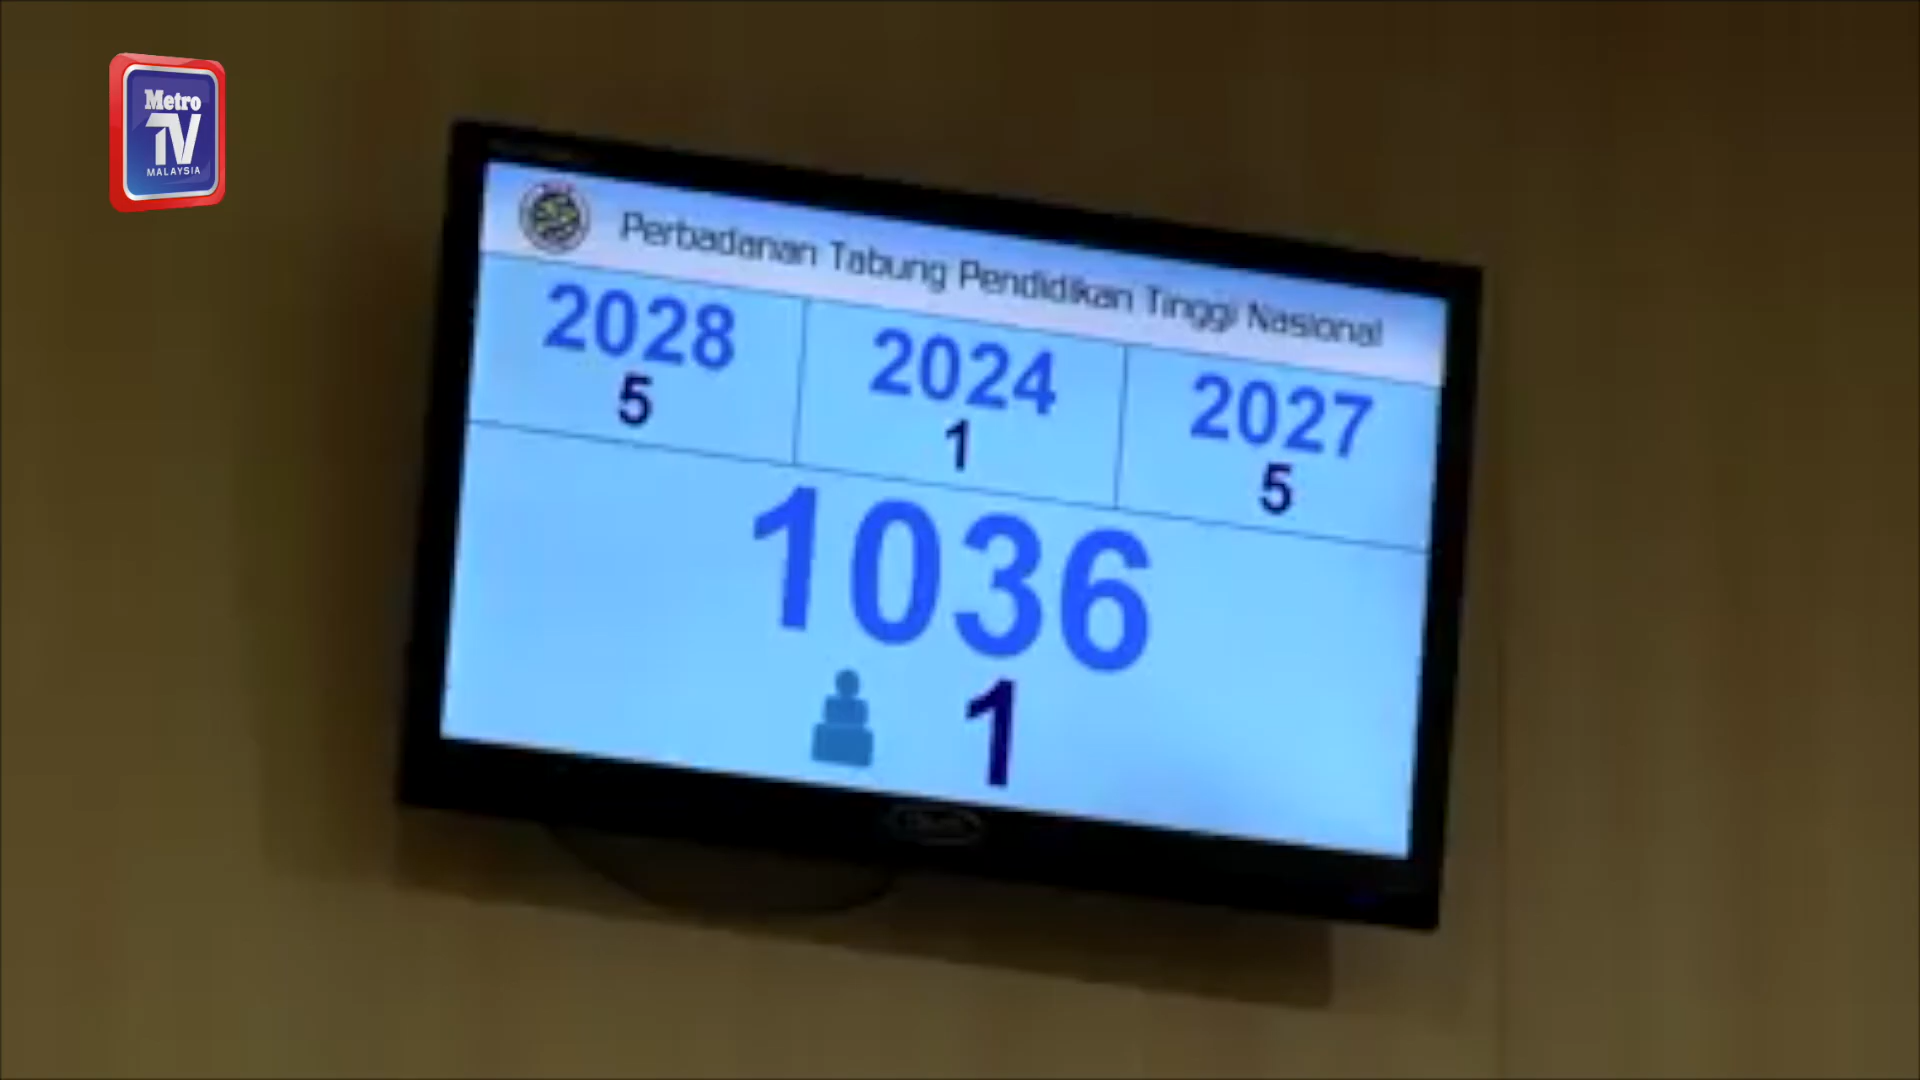 Metro
TV
MALAYSIA
Perbadanan Tabung Pendidikan Tinggi Nasional
2028 2024 2027
5 1 5
1036
1